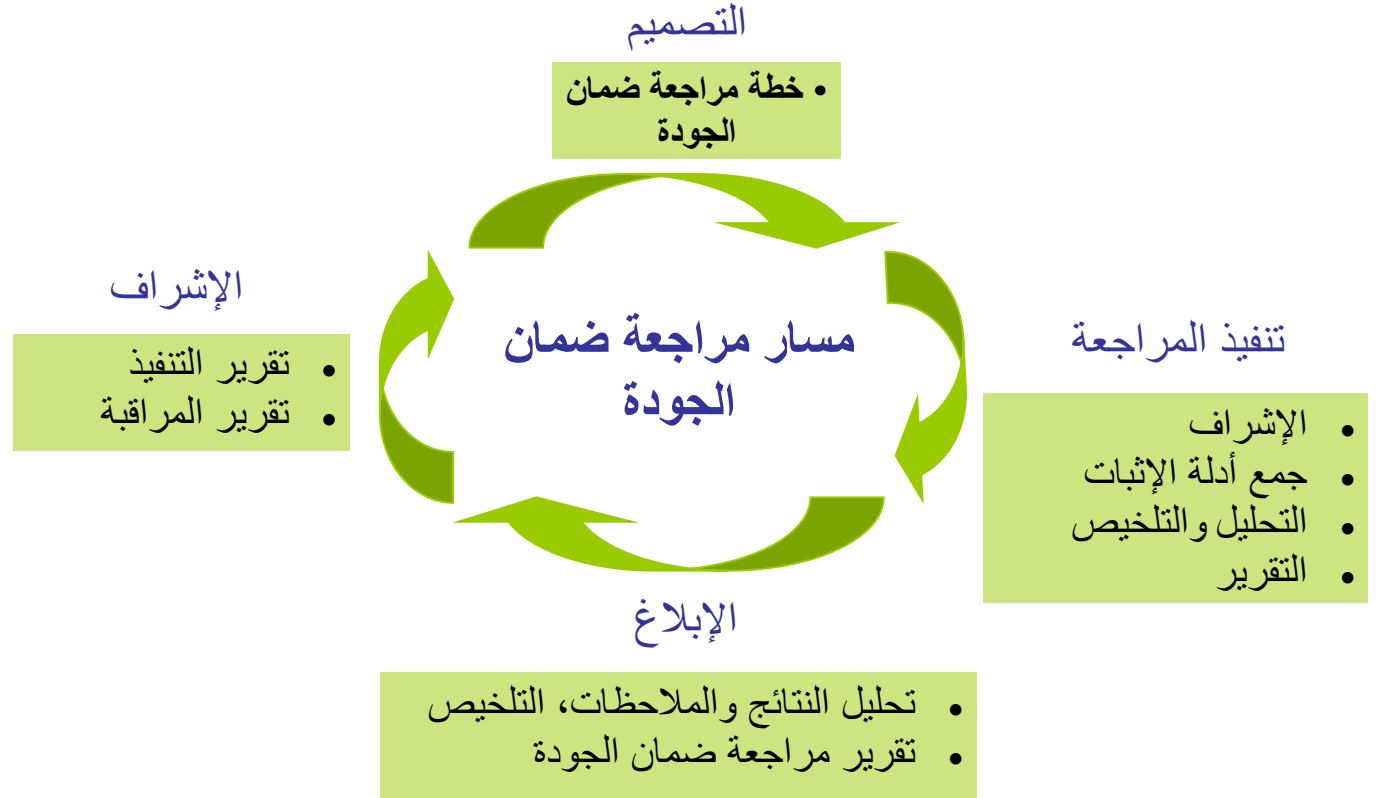 التصميم
• خطة مراجعة ضمان
الجودة
مسار مراجعة ضمان
الجودة
تنفيذ المراجعة
• الإشراف
• جمع أدلة الإثبات
• التحليل والتلخيص
• التقرير
الإبلاغ
• تحليل النتائج والملاحظات، التلخيص
• تقرير مراجعة ضمان الجودة
الإشراف
• تقرير التنفيذ
• تقرير المراقبة